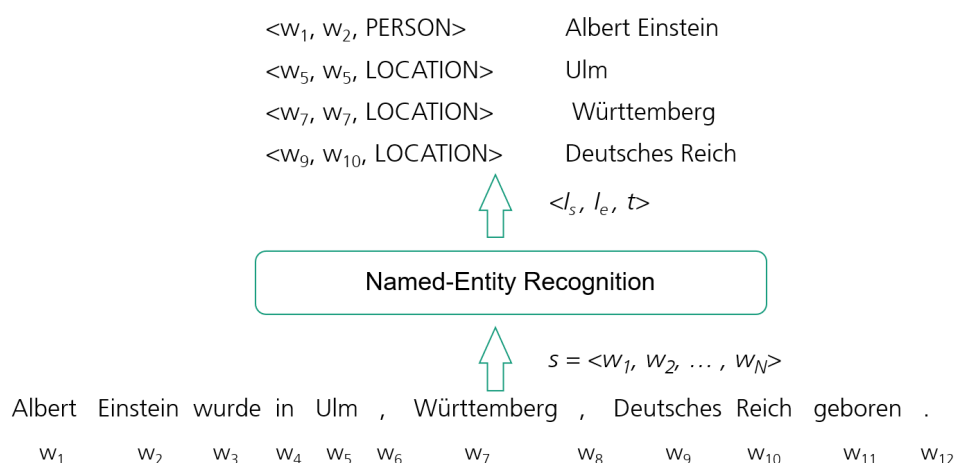 <w₁, w₂, PERSON> Albert Einstein
<w₅, w₅, LOCATION> Ulm
<w₇, w₇, LOCATION> Württemberg
<w₉, w₁₀, LOCATION> Deutsches Reich
<lₛ, lₑ, t>
Named-Entity Recognition
s = <w₁, w₂, … , w_N>
Albert Einstein wurde in Ulm , Württemberg , Deutsches Reich geboren .
w₁ w₂ w₃ w₄ w₅ w₆ w₇ w₈ w₉ w₁₀ w₁₁ w₁₂